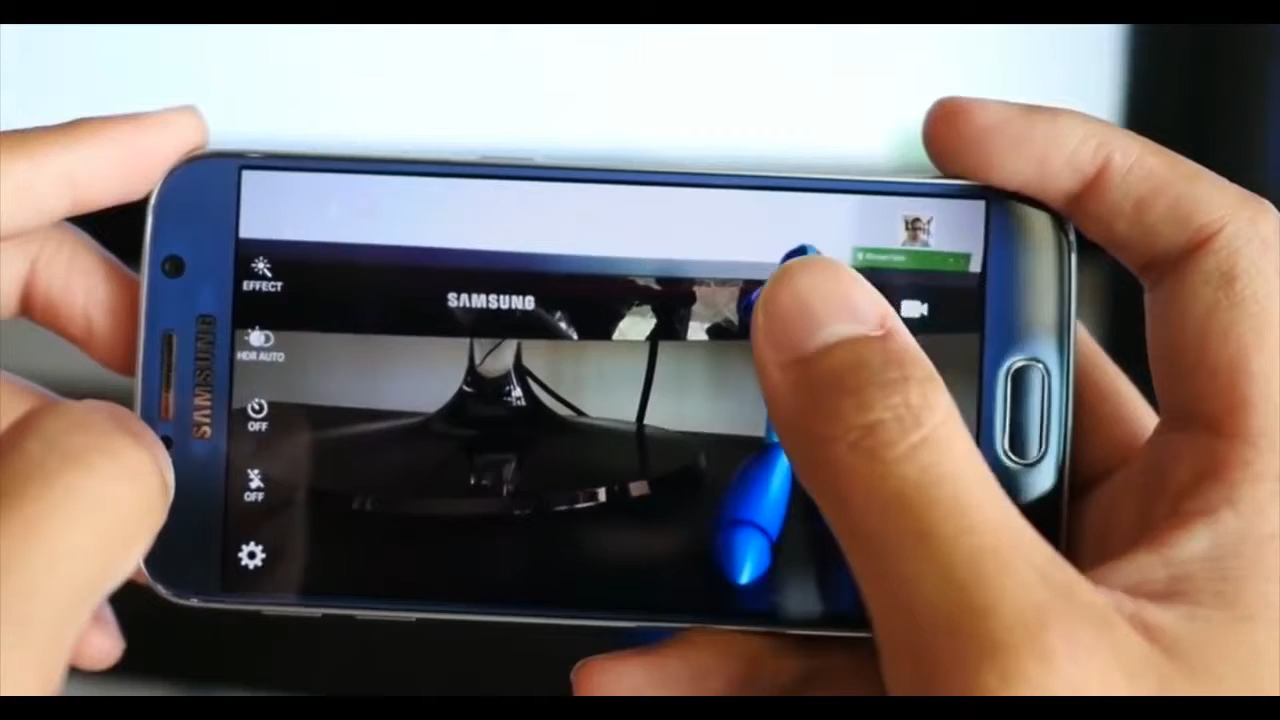 EFFECT
SAMSUNG
HDR AUTO
SAMSUNG
OFF
OFF